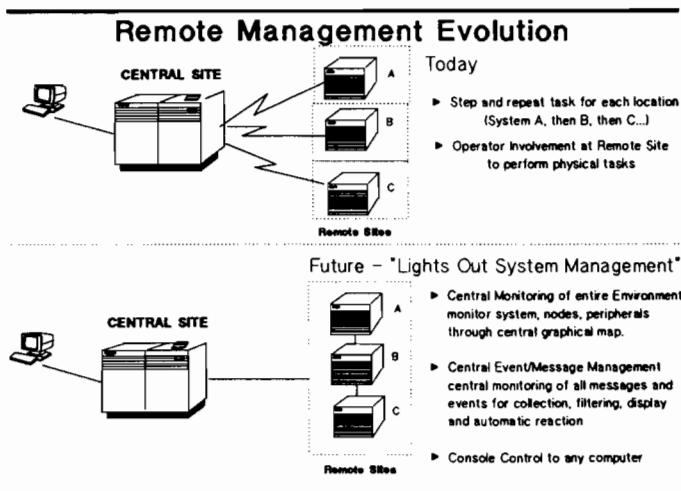 Remote Management Evolution
CENTRAL SITE
A
B
C
Remote Sites
Today
► Step and repeat task for each location
(System A, then B, then C...)
► Operator Involvement at Remote Site
to perform physical tasks
Future - "Lights Out System Management"
CENTRAL SITE
A
B
C
Remote Sites
► Central Monitoring of entire Environment
monitor system, nodes, peripherals
through central graphical map.
► Central Event/Message Management
central monitoring of all messages and
events for collection, filtering, display
and automatic reaction
► Console Control to any computer